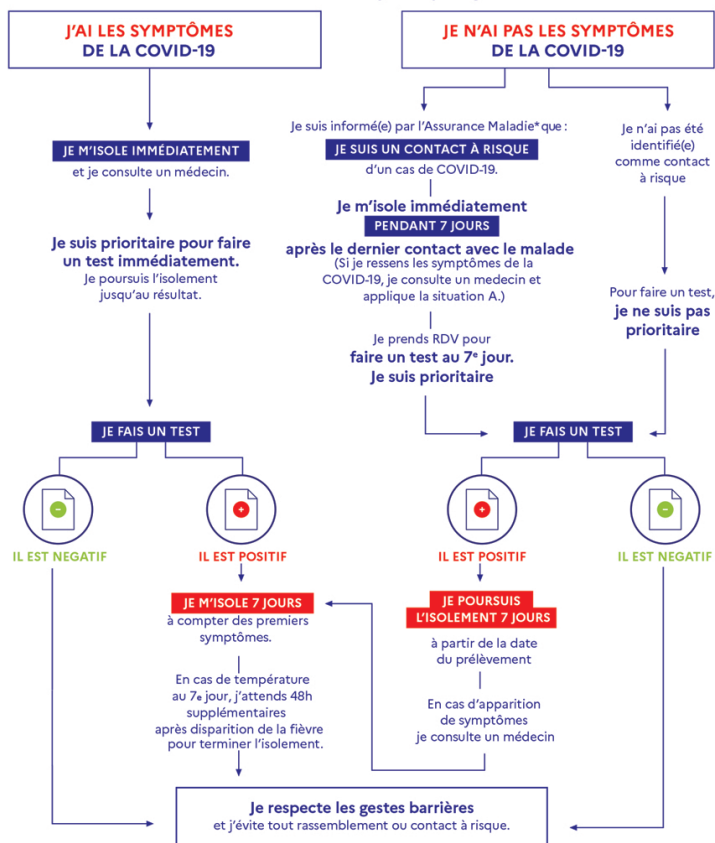 J'AI LES SYMPTÔMES
DE LA COVID-19
JE M'ISOLE IMMÉDIATEMENT
et je consulte un médecin.
Je suis prioritaire pour faire
un test immédiatement.
Je poursuis l'isolement
jusqu'au résultat.
JE FAIS UN TEST
IL EST NEGATIF
IL EST POSITIF
JE M'ISOLE 7 JOURS
à compter des premiers
symptômes.
En cas de température
au 7e jour, j'attends 48h
supplémentaires
après disparition de la fièvre
pour terminer l'isolement.
JE N'AI PAS LES SYMPTÔMES
DE LA COVID-19
Je suis informé(e) par l'Assurance Maladie* que :
JE SUIS UN CONTACT À RISQUE
d'un cas de COVID-19.
Je m'isole immédiatement
PENDANT 7 JOURS
après le dernier contact avec le malade
(Si je ressens les symptômes de la
COVID-19, je consulte un medecin et
applique la situation A.)
Je prends RDV pour
faire un test au 7e jour.
Je suis prioritaire
Je n'ai pas été
identifié(e)
comme contact
à risque
Pour faire un test,
je ne suis pas
prioritaire
JE FAIS UN TEST
IL EST POSITIF
IL EST NEGATIF
JE POURSUIS
L'ISOLEMENT 7 JOURS
à partir de la date
du prélèvement
En cas d'apparition
de symptômes
je consulte un médecin
Je respecte les gestes barrières
et j'évite tout rassemblement ou contact à risque.